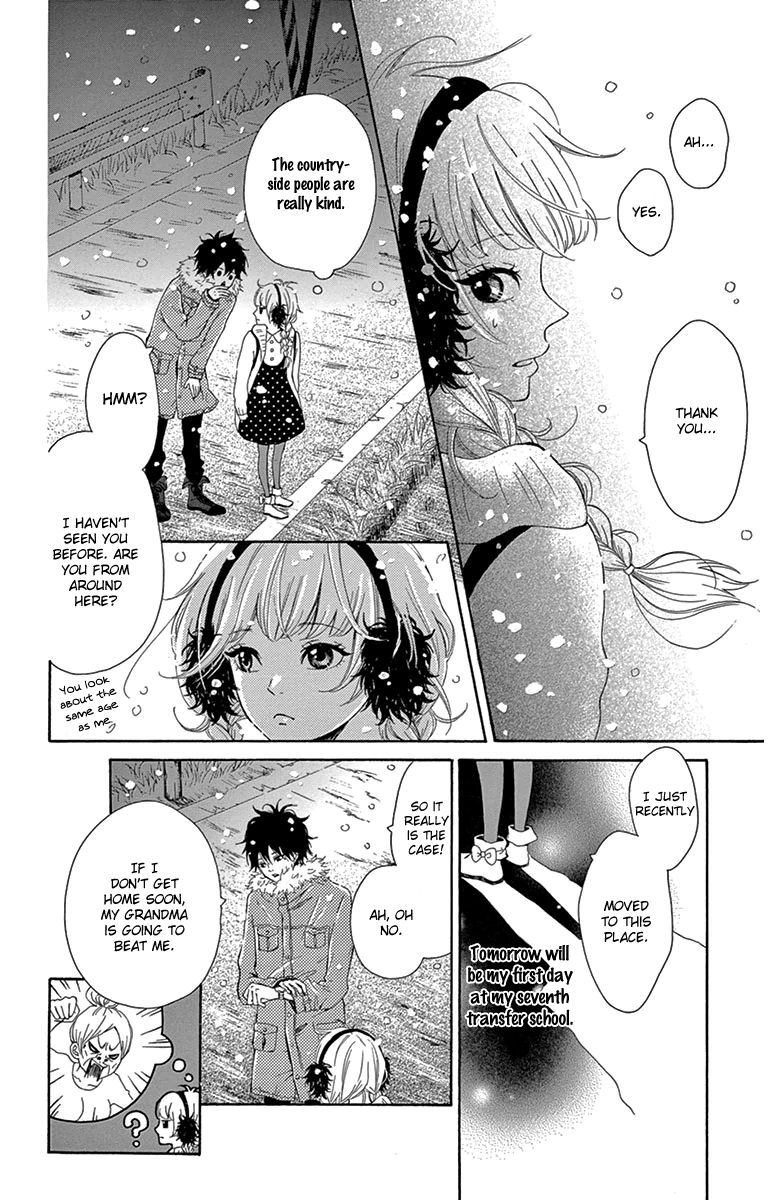 AH...
YES.
THANK
YOU...
The country-
side people are
really kind.
HMM?
I HAVEN'T
SEEN YOU
BEFORE. ARE
YOU FROM
AROUND
HERE?
You look
about the
same age
as me.
I JUST
RECENTLY
MOVED
TO THIS
PLACE.
Tomorrow will
be my first day
at my seventh
transfer school.
SO IT
REALLY
IS THE
CASE!
AH, OH
NO.
IF I
DON'T GET
HOME SOON,
MY GRANDMA
IS GOING TO
BEAT ME.
?
?